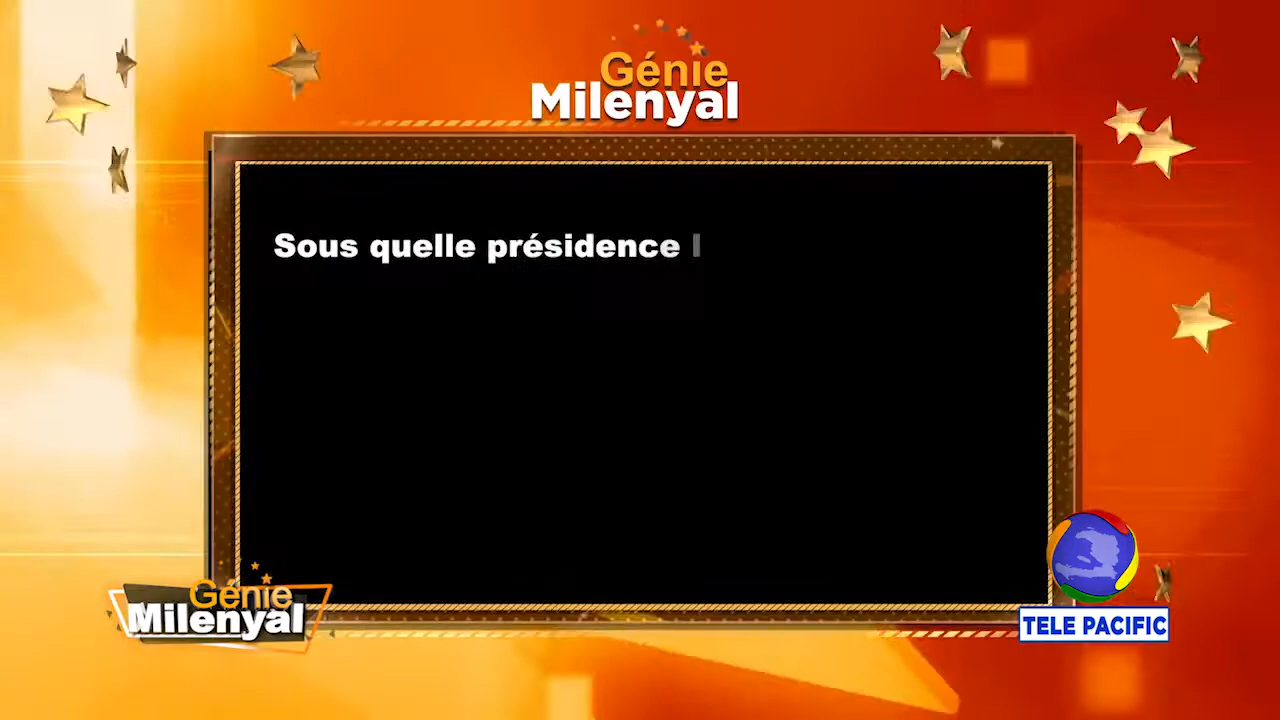 Génie
Milenyal
Sous quelle présidence l
Génie
Milenyal
TELE PACIFIC